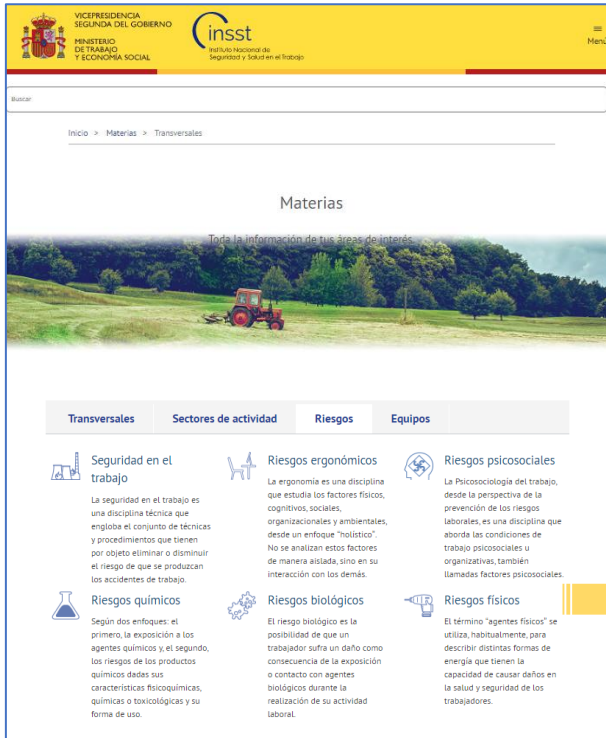 VICEPRESIDENCIA
SEGUNDA DEL GOBIERNO
MINISTERIO
DE TRABAJO
Y ECONOMÍA SOCIAL
insst
Instituto Nacional de
Seguridad y Salud en el Trabajo
Menú
Buscar
Inicio > Materias > Transversales
Materias
Toda la información de tus áreas de interés
Transversales Sectores de actividad Riesgos Equipos
Seguridad en el
trabajo
La seguridad en el trabajo es
una disciplina técnica que
engloba el conjunto de técnicas
y procedimientos que tienen
por objeto eliminar o disminuir
el riesgo de que se produzcan
los accidentes de trabajo.
Riesgos ergonómicos
La ergonomía es una disciplina
que estudia los factores físicos,
cognitivos, sociales,
organizacionales y ambientales,
desde un enfoque "holístico".
No se analizan estos factores
de manera aislada, sino en su
interacción con los demás.
Riesgos psicosociales
La Psicosociología del trabajo,
desde la perspectiva de la
prevención de los riesgos
laborales, es una disciplina que
aborda las condiciones de
trabajo psicosociales u
organizativas, también
llamadas factores psicosociales.
Riesgos químicos
Según dos enfoques: el
primero, la exposición a los
agentes químicos y, el segundo,
los riesgos de los productos
químicos dadas sus
características fisicoquímicas,
químicas o toxicológicas y su
forma de uso.
Riesgos biológicos
El riesgo biológico es la
posibilidad de que un
trabajador sufra un daño como
consecuencia de la exposición
o contacto con agentes
biológicos durante la
realización de su actividad
laboral.
Riesgos físicos
El término "agentes físicos" se
utiliza, habitualmente, para
describir distintas formas de
energía que tienen la
capacidad de causar daños en
la salud y seguridad de los
trabajadores.